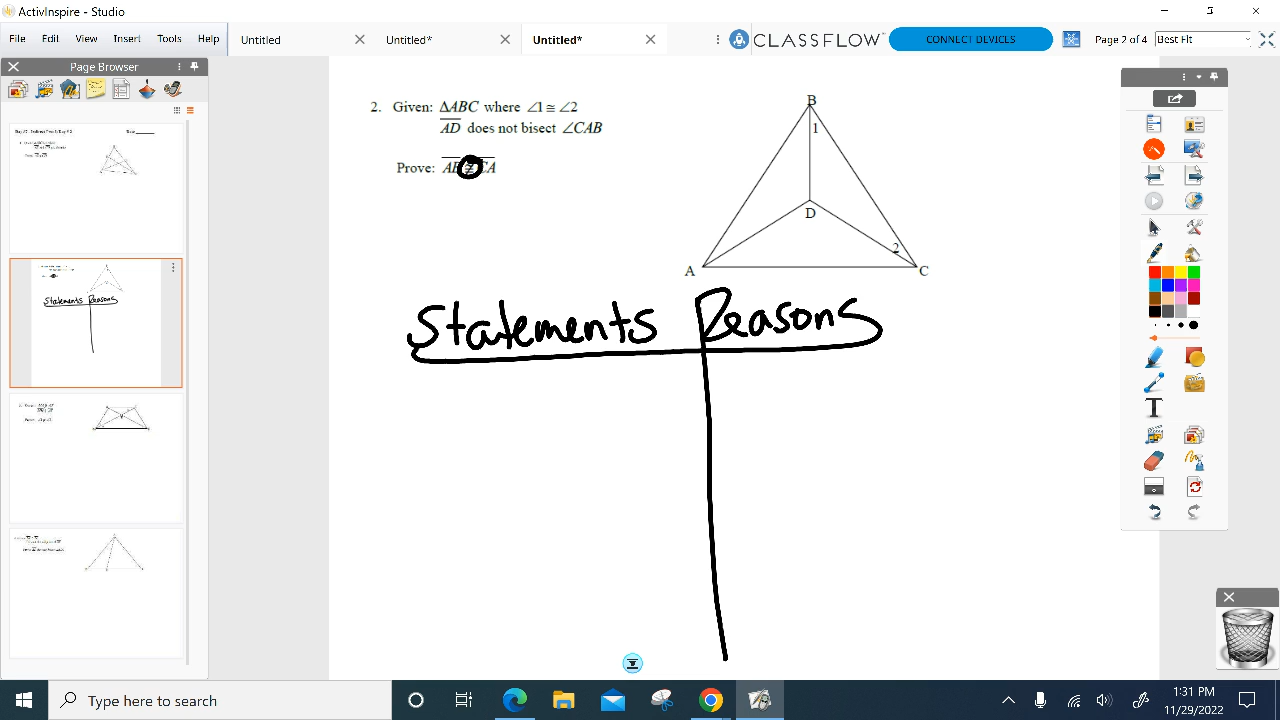 ActivInspire - Studio
File Edit View Insert Tools Help
Untitled
Untitled*
Untitled*
CLASSFLOW
CONNECT DEVICES
Page 2 of 4
Best Fit
Page Browser
2. Given: ΔABC where ∠1 ≅ ∠2
AD does not bisect ∠CAB
Prove: AB ≇ CA
B
1
D
2
A
C
Statements Reasons
T
Type here to search
1:31 PM
11/29/2022